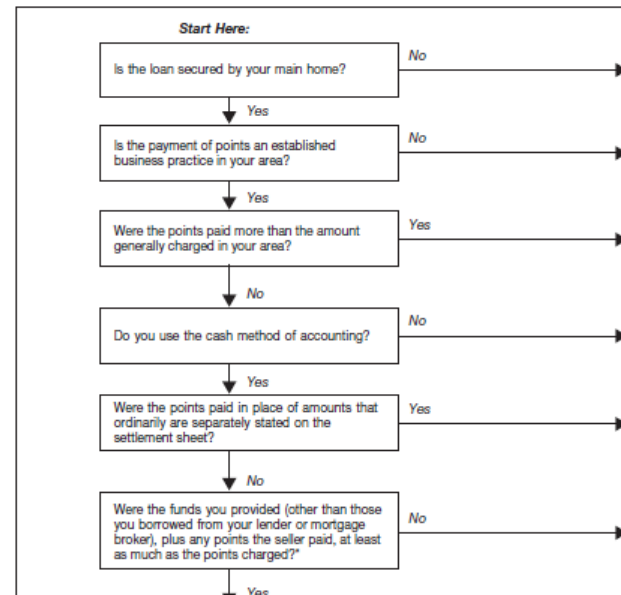 Start Here:
Is the loan secured by your main home?
No
Yes
Is the payment of points an established
business practice in your area?
No
Yes
Were the points paid more than the amount
generally charged in your area?
Yes
No
Do you use the cash method of accounting?
No
Yes
Were the points paid in place of amounts that
ordinarily are separately stated on the
settlement sheet?
Yes
No
Were the funds you provided (other than those
you borrowed from your lender or mortgage
broker), plus any points the seller paid, at least
as much as the points charged?*
No
Yes